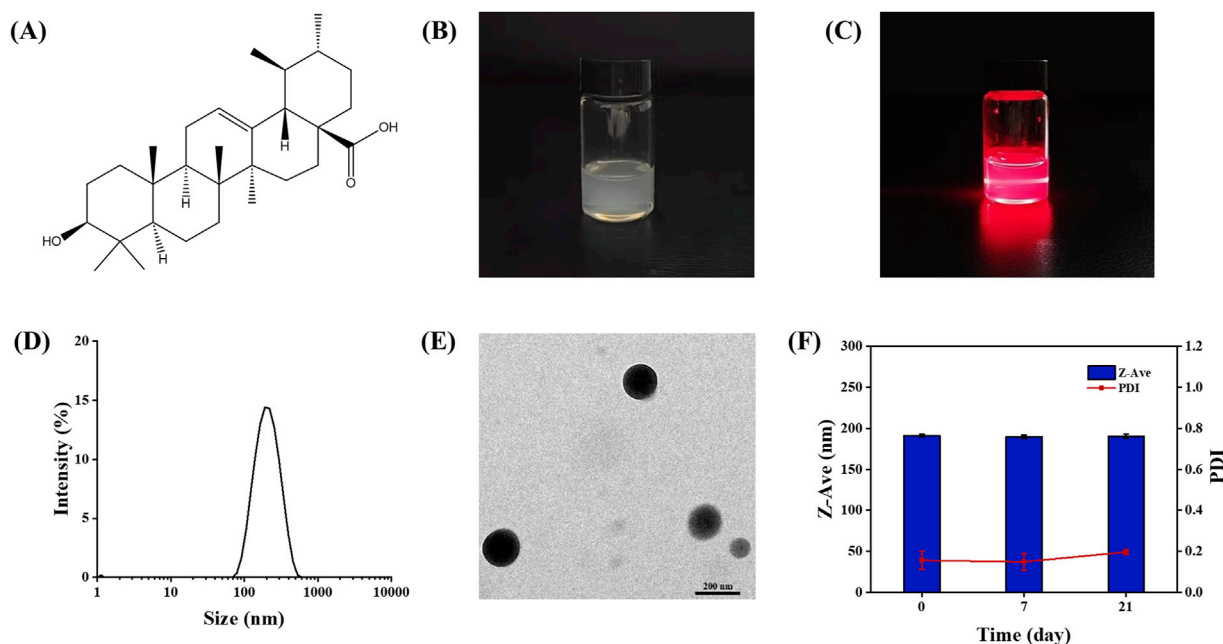 (A)
OH
O
H
H
H
HO
(B)
(C)
(D)
20
15
10
5
0
Intensity (%)
1
10
100
1000
10000
Size (nm)
(E)
200 nm
(F)
300
250
200
150
100
50
0
Z-Ave (nm)
Z-Ave
PDI
1.2
1.0
0.8
0.6
0.4
0.2
0.0
PDI
0
7
21
Time (day)